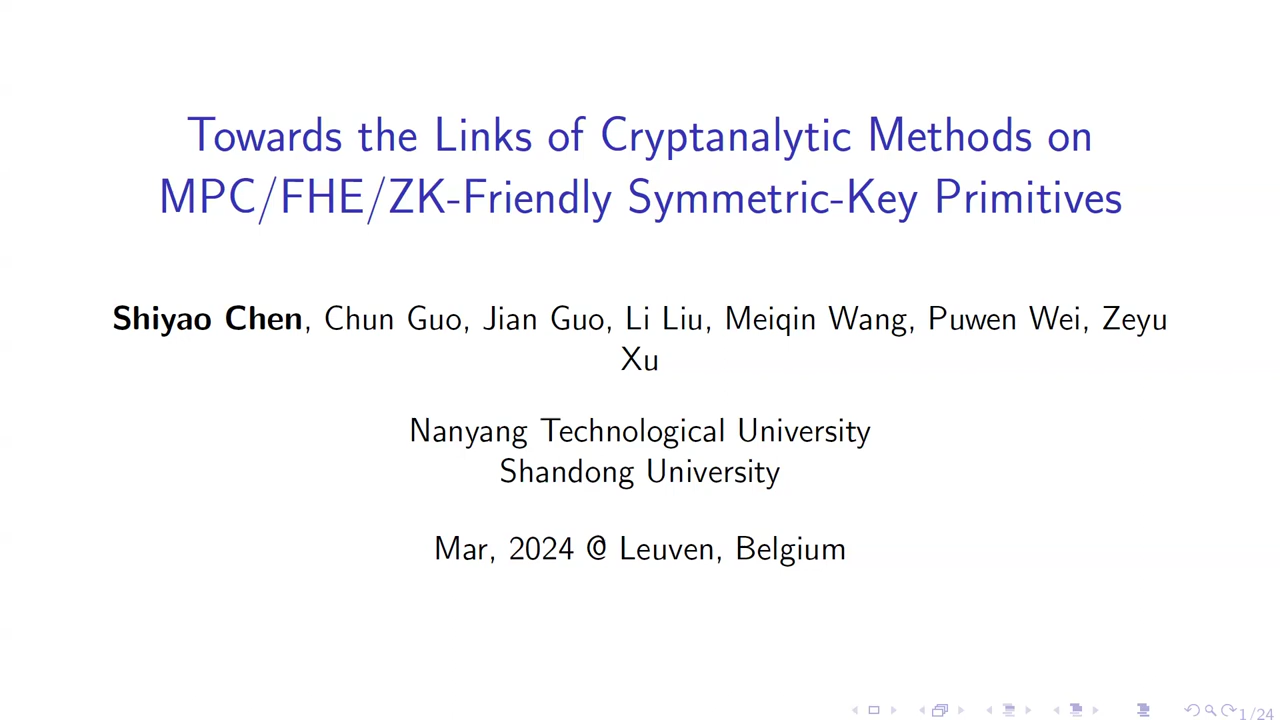 Towards the Links of Cryptanalytic Methods on
MPC/FHE/ZK-Friendly Symmetric-Key Primitives
Shiyao Chen, Chun Guo, Jian Guo, Li Liu, Meiqin Wang, Puwen Wei, Zeyu
Xu
Nanyang Technological University
Shandong University
Mar, 2024 @ Leuven, Belgium
1/24